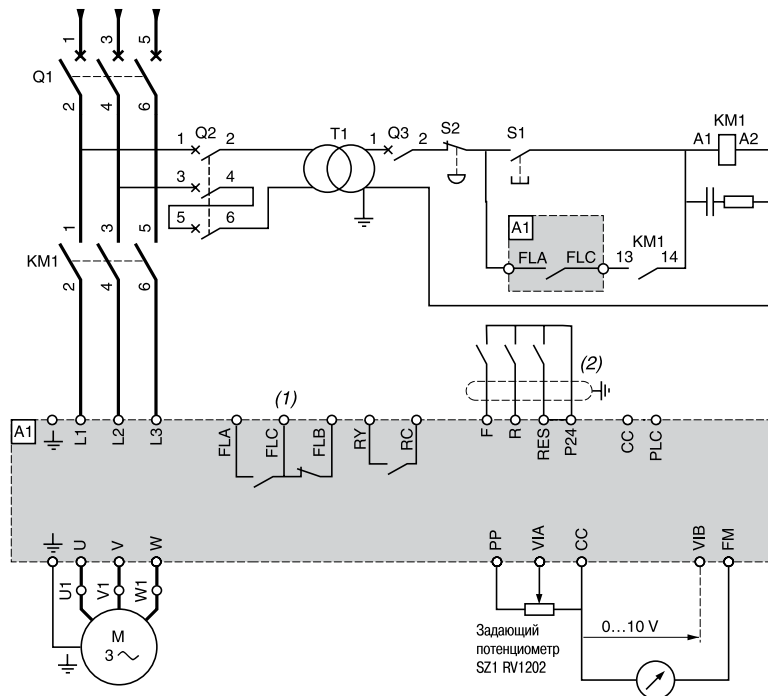 1 3 5
Q1
2 4 6
1 Q2 2
3 4
5 6
T1
1 Q3 2
S2
S1
KM1
A1 A2
A1
FLA FLC
KM1
13 14
1 3 5
KM1
2 4 6
(1)
(2)
A1
L1 L2 L3
FLA FLC FLB RY RC
F R RES P24 CC PLC
U V W
PP VIA CC VIB FM
U1 V1 W1
M
3
0...10 V
Задающий
потенциометр
SZ1 RV1202